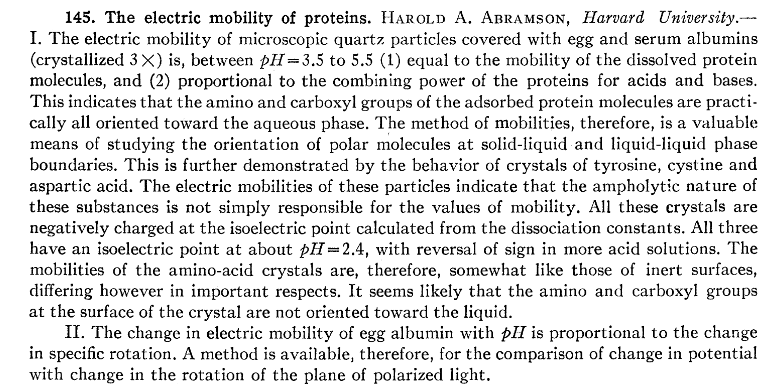 145. The electric mobility of proteins. HAROLD A. ABRAMSON, Harvard University.—
I. The electric mobility of microscopic quartz particles covered with egg and serum albumins
(crystallized 3×) is, between pH=3.5 to 5.5 (1) equal to the mobility of the dissolved protein
molecules, and (2) proportional to the combining power of the proteins for acids and bases.
This indicates that the amino and carboxyl groups of the adsorbed protein molecules are practi-
cally all oriented toward the aqueous phase. The method of mobilities, therefore, is a valuable
means of studying the orientation of polar molecules at solid-liquid and liquid-liquid phase
boundaries. This is further demonstrated by the behavior of crystals of tyrosine, cystine and
aspartic acid. The electric mobilities of these particles indicate that the ampholytic nature of
these substances is not simply responsible for the values of mobility. All these crystals are
negatively charged at the isoelectric point calculated from the dissociation constants. All three
have an isoelectric point at about pH=2.4, with reversal of sign in more acid solutions. The
mobilities of the amino-acid crystals are, therefore, somewhat like those of inert surfaces,
differing however in important respects. It seems likely that the amino and carboxyl groups
at the surface of the crystal are not oriented toward the liquid.
II. The change in electric mobility of egg albumin with pH is proportional to the change
in specific rotation. A method is available, therefore, for the comparison of change in potential
with change in the rotation of the plane of polarized light.